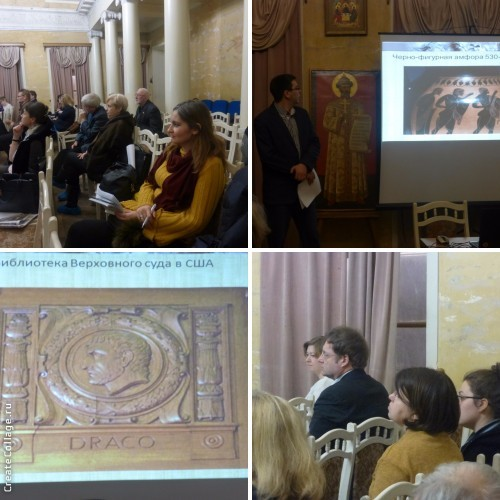 Черно-фигурная амфора 530-
иблиотека Верховного суда в США
DRACO
CreateCollage.ru